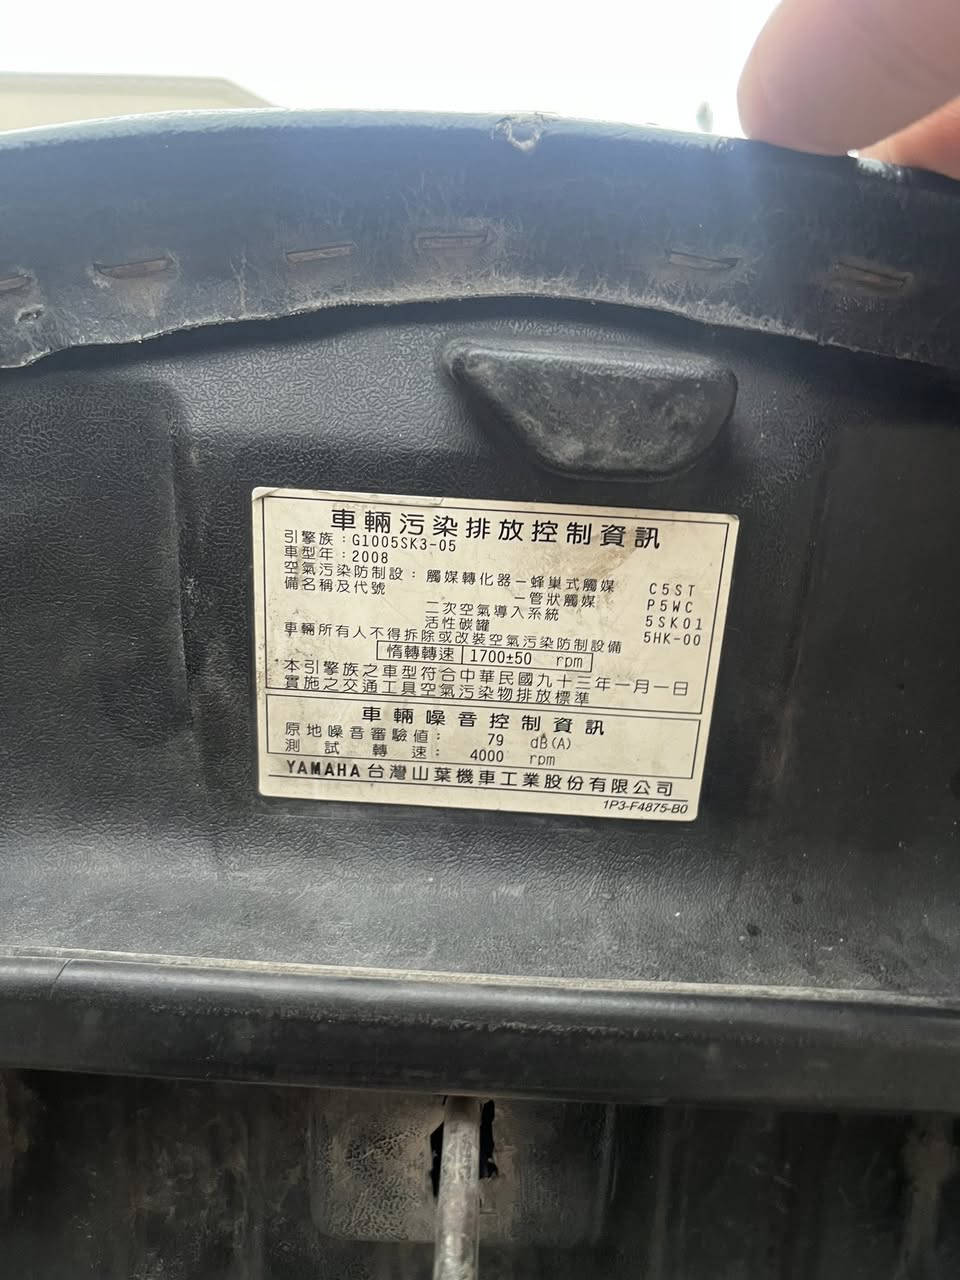 車輛污染排放控制資訊
引擎族：G1005SK3-05
車型年：2008
空氣污染防制設：觸媒轉化器－蜂巢式觸媒 C5ST
備名稱及代號 －管狀觸媒 P5WC
二次空氣導入系統 5SK01
活性碳罐 5HK-00
車輛所有人不得拆除或改裝空氣污染防制設備
惰轉轉速 1700±50 rpm
本引擎族之車型符合中華民國九十三年一月一日
實施之交通工具空氣污染物排放標準
車輛噪音控制資訊
原地噪音審驗值： 79 dB(A)
測試轉速： 4000 rpm
YAMAHA 台灣山葉機車工業股份有限公司
1P3-F4875-B0